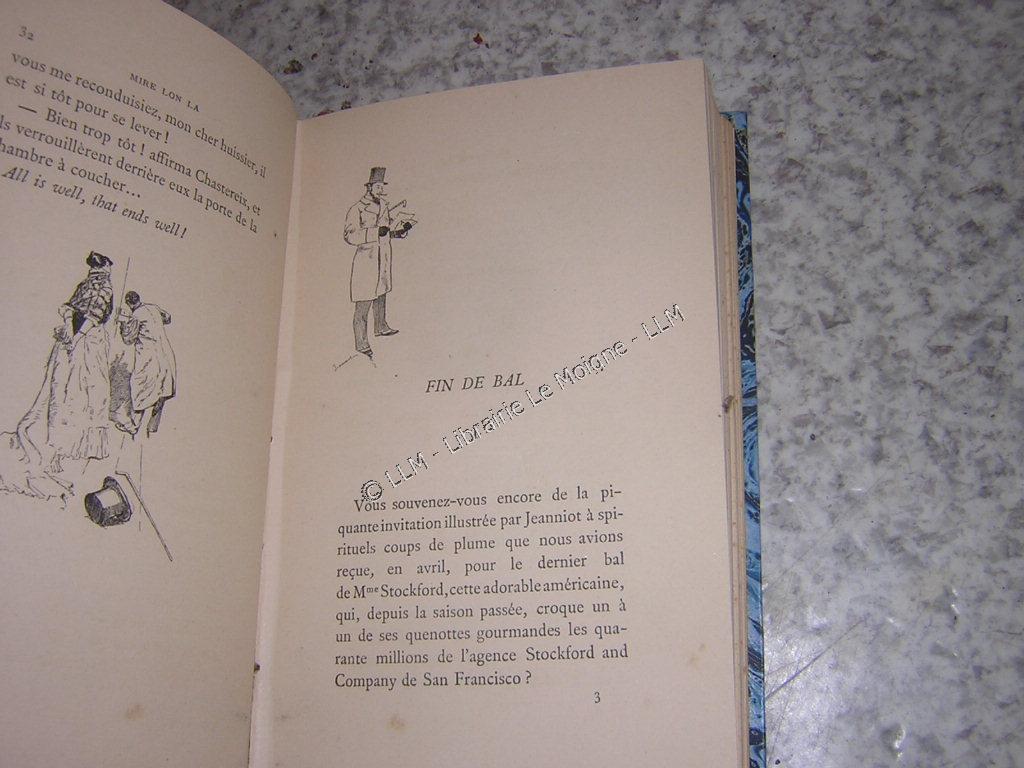 32
MIRE LON LA
vous me reconduisiez, mon cher huissier, il
est si tôt pour se lever !
— Bien trop tôt ! affirma Chastereix, et
ls verrouillèrent derrière eux la porte de la
hambre à coucher...
All is well, that ends well !
FIN DE BAL
© LLM - Librairie Le Moigne - LLM
Vous souvenez-vous encore de la pi-
quante invitation illustrée par Jeanniot à spi-
rituels coups de plume que nous avions
reçue, en avril, pour le dernier bal
de Mme Stockford, cette adorable américaine,
qui, depuis la saison passée, croque un à
un de ses quenottes gourmandes les qua-
rante millions de l'agence Stockford and
Company de San Francisco ?
3